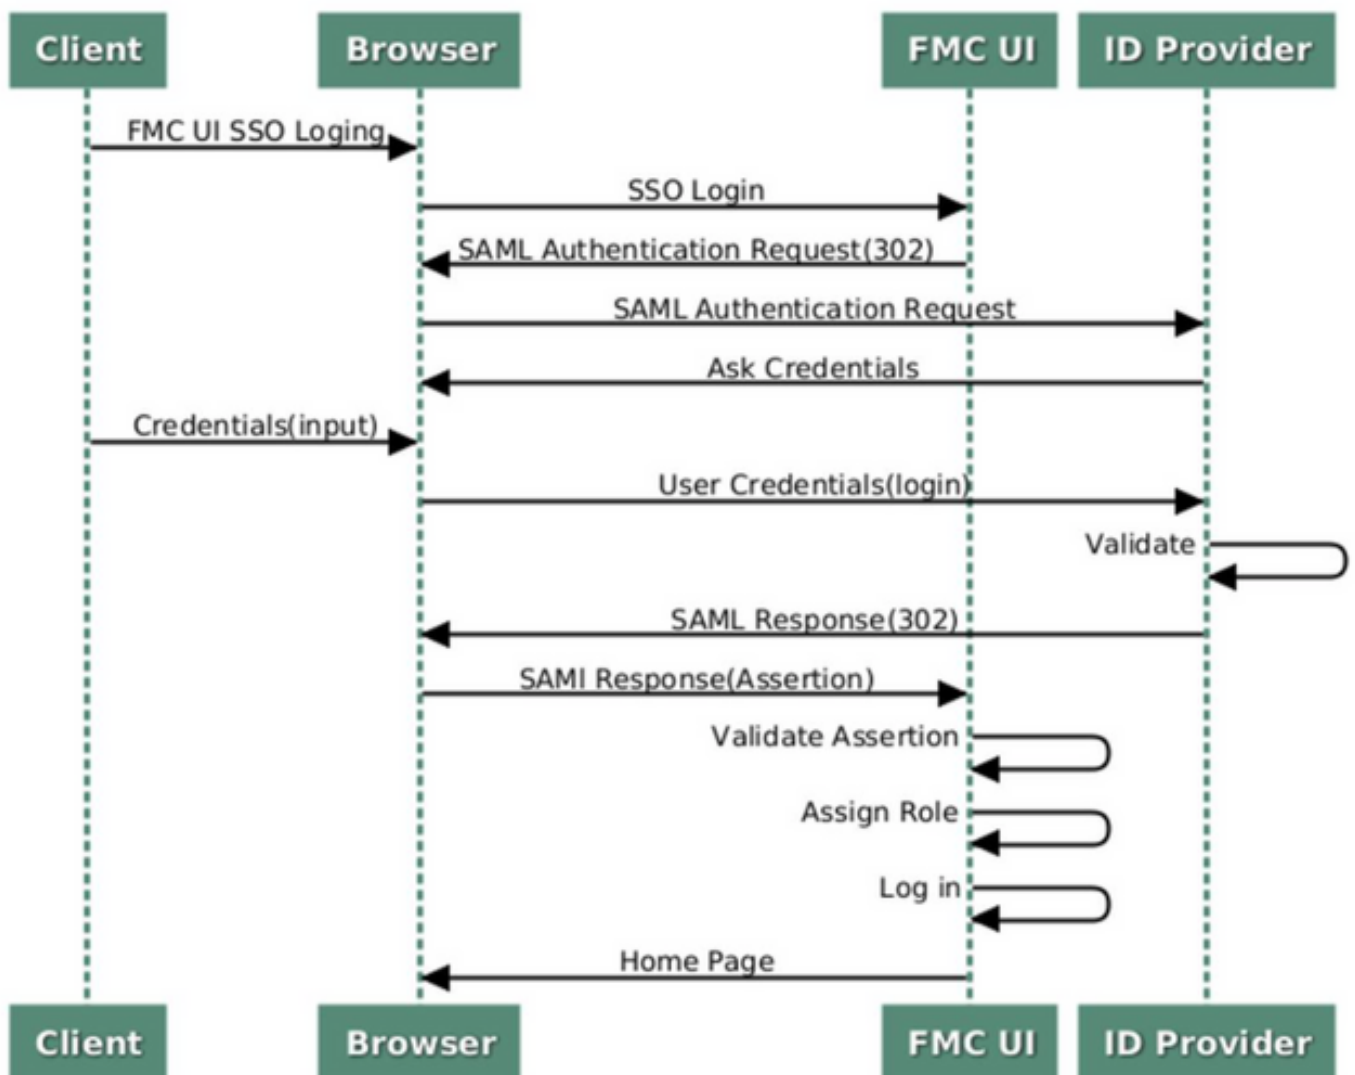 Client
Browser
FMC UI
ID Provider
FMC UI SSO Loging
SSO Login
SAML Authentication Request(302)
SAML Authentication Request
Ask Credentials
Credentials(input)
User Credentials(login)
Validate
SAML Response(302)
SAMl Response(Assertion)
Validate Assertion
Assign Role
Log in
Home Page
Client
Browser
FMC UI
ID Provider